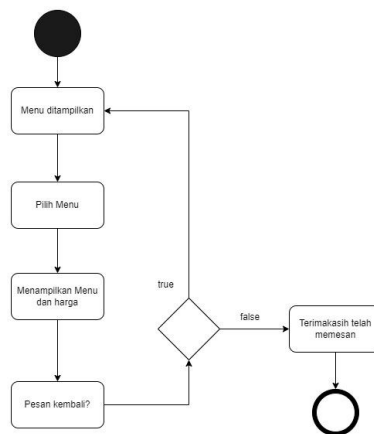 Menu ditampilkan
Pilih Menu
Menampilkan Menu
dan harga
Pesan kembali?
true
false
Terimakasih telah
memesan